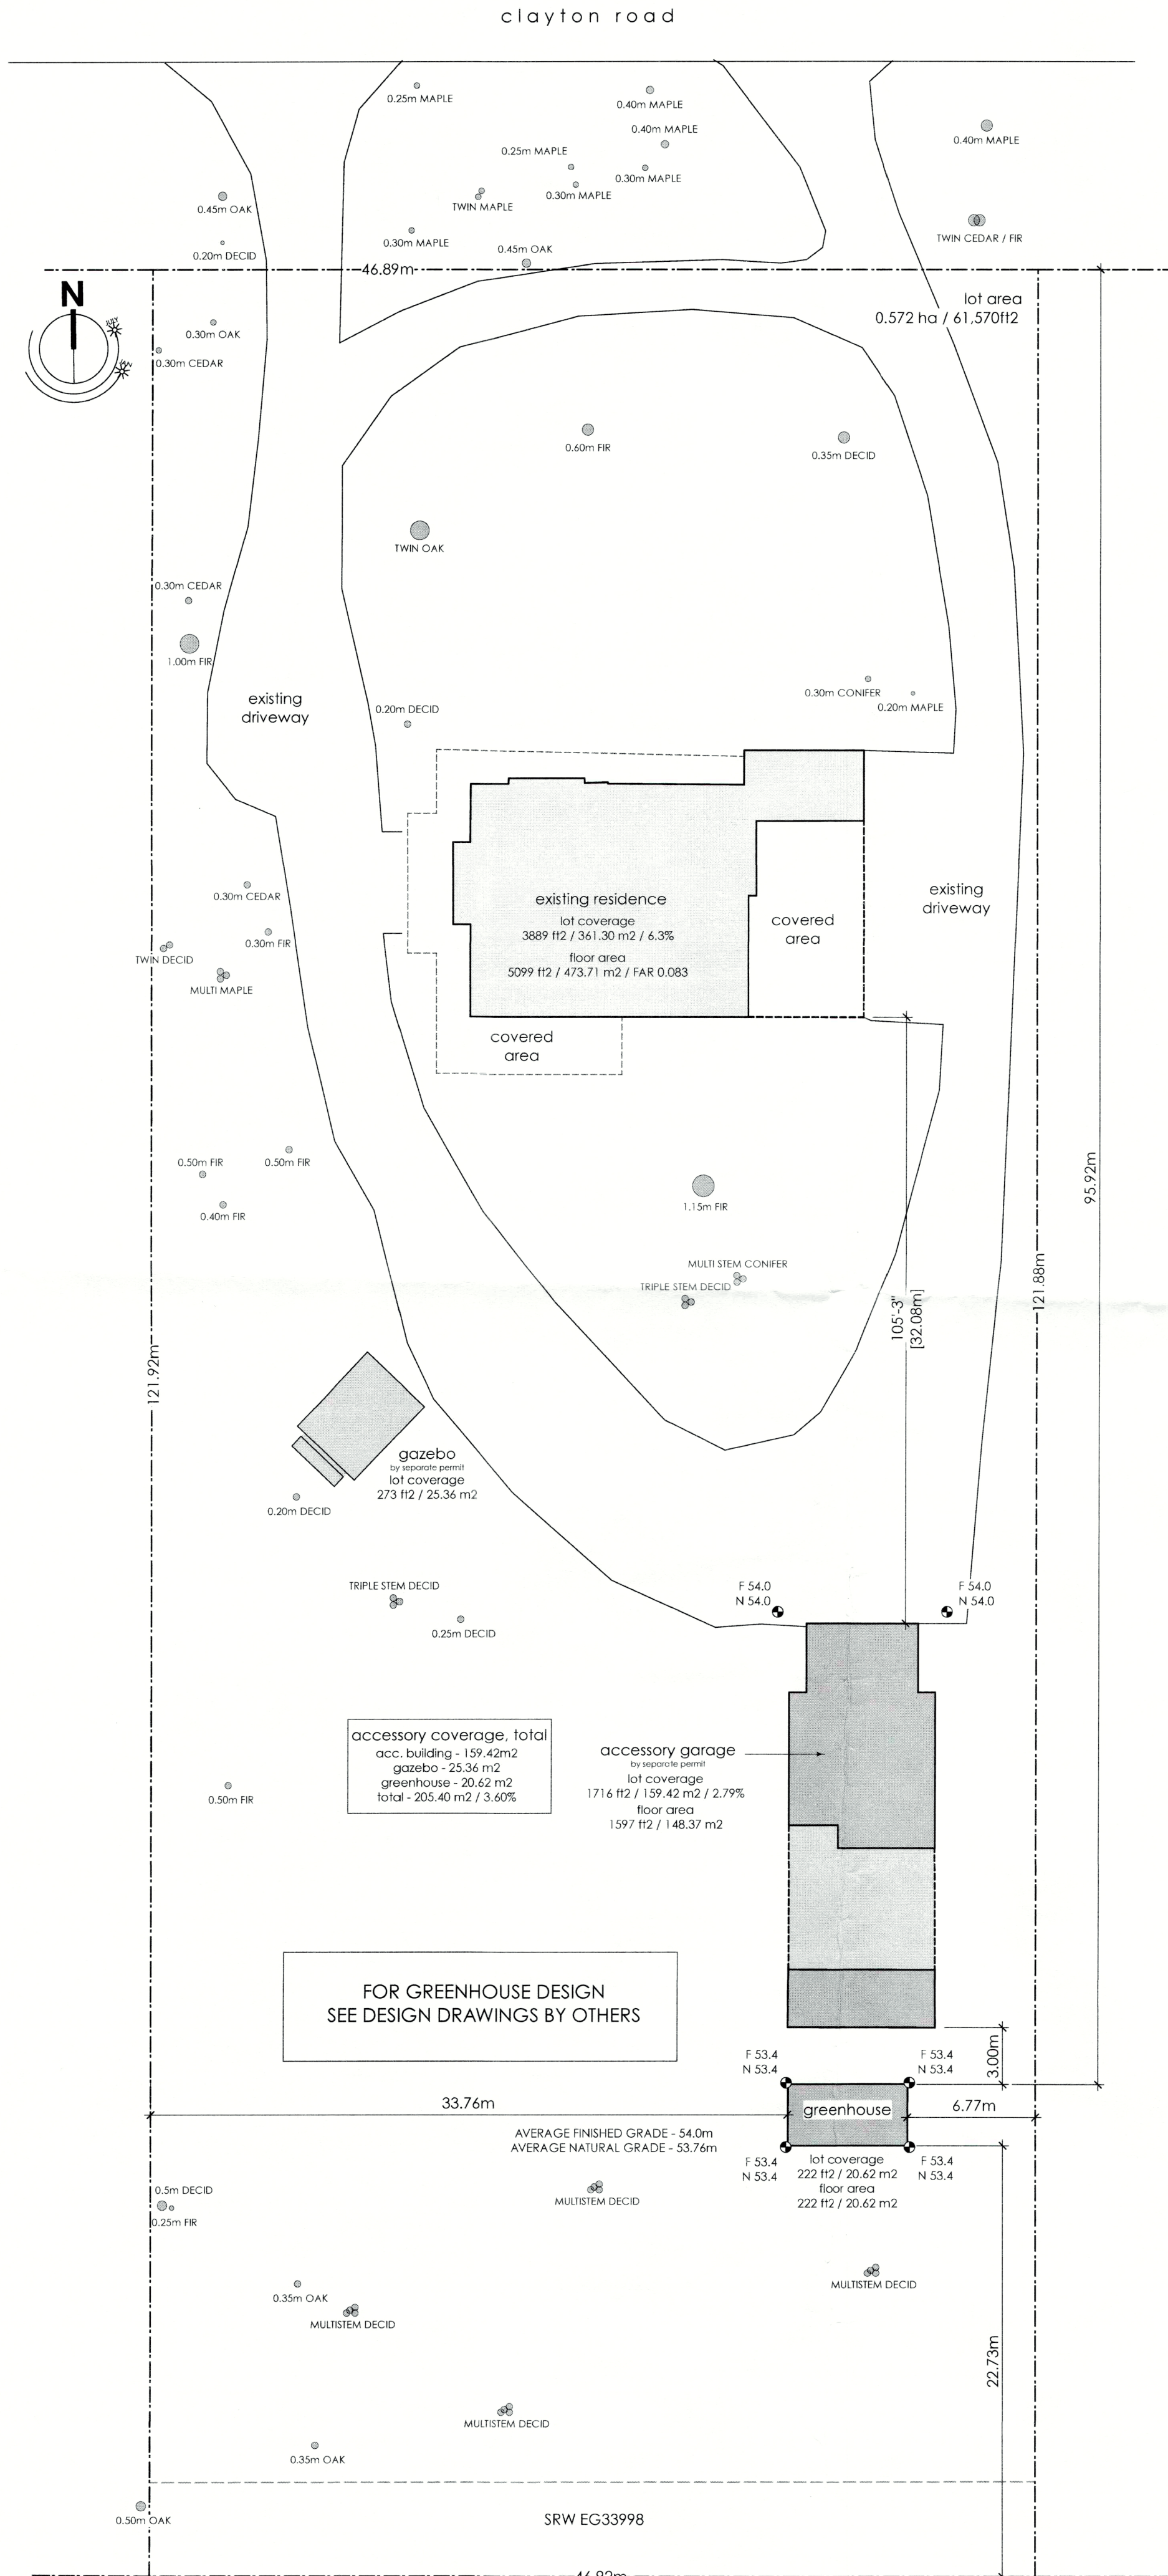 clayton road
0.25m MAPLE
0.40m MAPLE
0.40m MAPLE
0.40m MAPLE
0.25m MAPLE
0.30m MAPLE
0.30m MAPLE
TWIN MAPLE
0.45m OAK
0.30m MAPLE
TWIN CEDAR / FIR
0.45m OAK
0.20m DECID
46.89m
N
JULY
lot area
0.572 ha / 61,570ft2
0.30m OAK
0.30m CEDAR
0.60m FIR
0.35m DECID
TWIN OAK
0.30m CEDAR
1.00m FIR
existing
driveway
0.20m DECID
0.30m CONIFER
0.20m MAPLE
existing residence
lot coverage
3889 ft2 / 361.30 m2 / 6.3%
floor area
5099 ft2 / 473.71 m2 / FAR 0.083
covered
area
existing
driveway
0.30m CEDAR
0.30m FIR
TWIN DECID
MULTI MAPLE
covered
area
0.50m FIR
0.50m FIR
0.40m FIR
1.15m FIR
95.92m
MULTI STEM CONIFER
TRIPLE STEM DECID
105'-3"
[32.08m]
121.88m
121.92m
gazebo
by separate permit
lot coverage
273 ft2 / 25.36 m2
0.20m DECID
TRIPLE STEM DECID
0.25m DECID
F 54.0
N 54.0
F 54.0
N 54.0
accessory coverage, total
acc. building - 159.42m2
gazebo - 25.36 m2
greenhouse - 20.62 m2
total - 205.40 m2 / 3.60%
accessory garage
by separate permit
lot coverage
1716 ft2 / 159.42 m2 / 2.79%
floor area
1597 ft2 / 148.37 m2
0.50m FIR
FOR GREENHOUSE DESIGN
SEE DESIGN DRAWINGS BY OTHERS
F 53.4
N 53.4
F 53.4
N 53.4
3.00m
33.76m
greenhouse
6.77m
AVERAGE FINISHED GRADE - 54.0m
AVERAGE NATURAL GRADE - 53.76m
F 53.4
N 53.4
lot coverage
222 ft2 / 20.62 m2
floor area
222 ft2 / 20.62 m2
F 53.4
N 53.4
0.5m DECID
0.25m FIR
MULTISTEM DECID
MULTISTEM DECID
0.35m OAK
MULTISTEM DECID
22.73m
MULTISTEM DECID
0.35m OAK
0.50m OAK
SRW EG33998